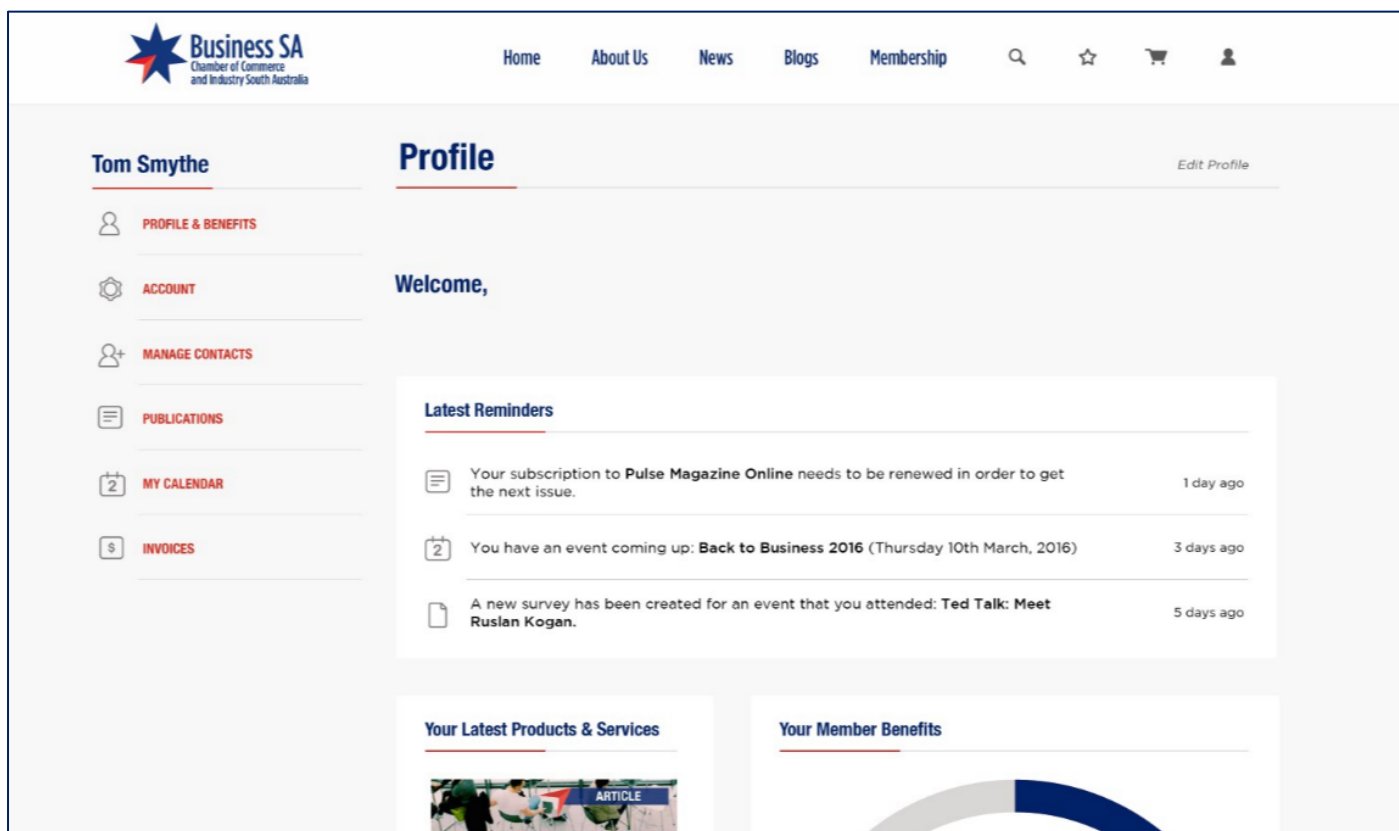 Business SA
Chamber of Commerce
and Industry South Australia
Home About Us News Blogs Membership
Tom Smythe
PROFILE & BENEFITS
ACCOUNT
MANAGE CONTACTS
PUBLICATIONS
2
MY CALENDAR
$
INVOICES
Profile
Edit Profile
Welcome,
Latest Reminders
Your subscription to Pulse Magazine Online needs to be renewed in order to get
the next issue.
1 day ago
2
You have an event coming up: Back to Business 2016 (Thursday 10th March, 2016)
3 days ago
A new survey has been created for an event that you attended: Ted Talk: Meet
Ruslan Kogan.
5 days ago
Your Latest Products & Services
ARTICLE
Your Member Benefits